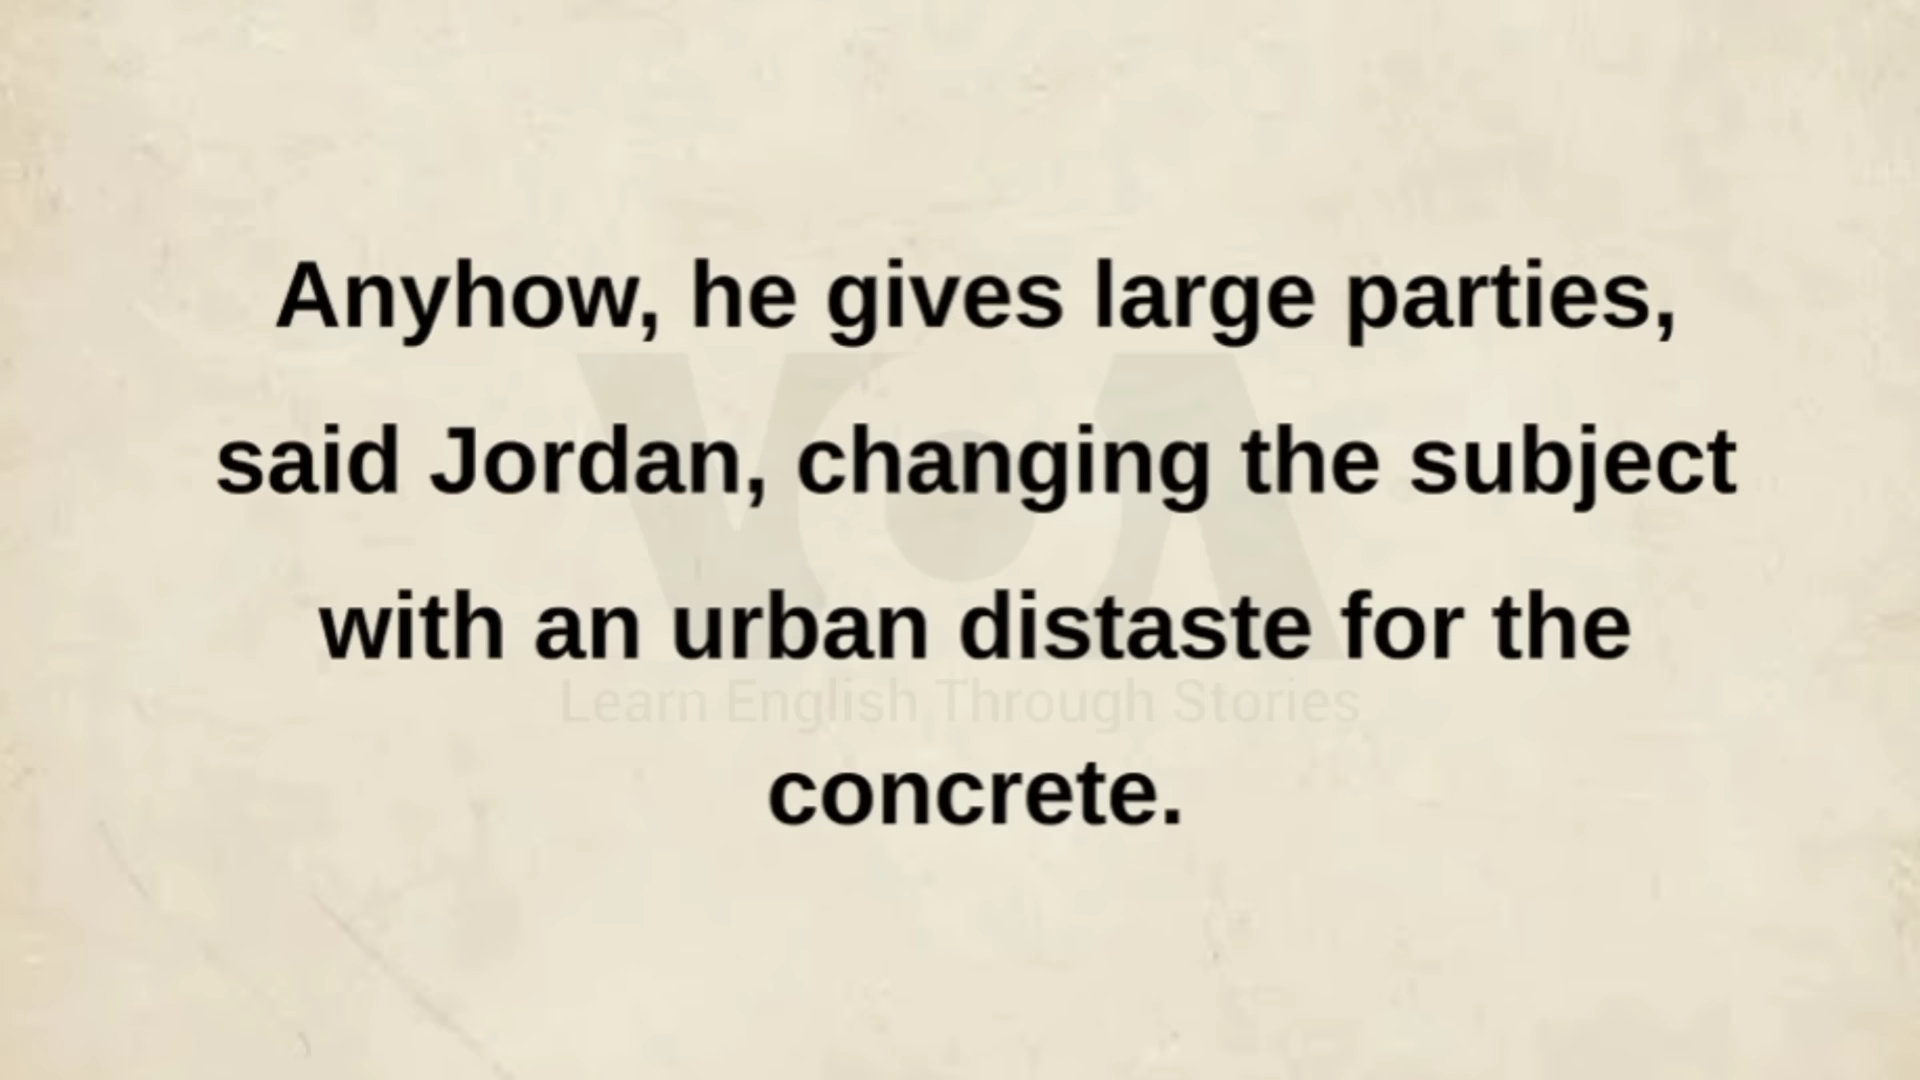 Anyhow, he gives large parties,
said Jordan, changing the subject
with an urban distaste for the
concrete.
VOA
Learn English Through Stories